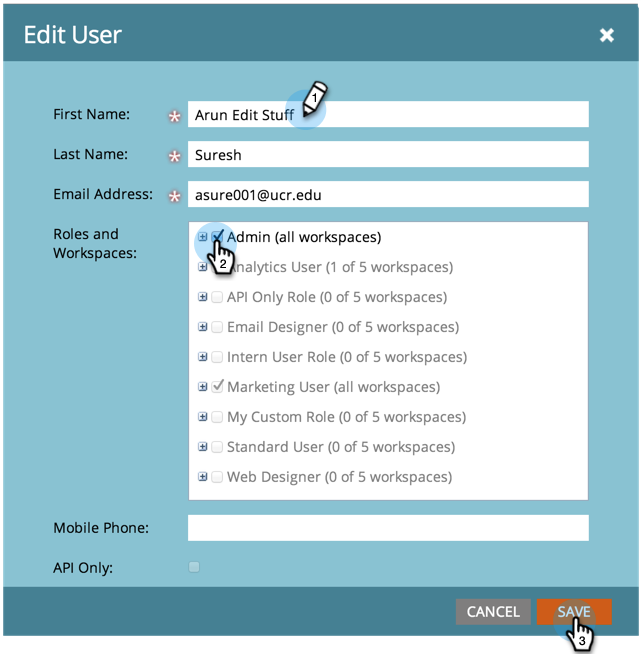 Edit User
First Name: * Arun Edit Stuff 1
Last Name: * Suresh
Email Address: * asure001@ucr.edu
Roles and Workspaces:
Admin (all workspaces)
2
Analytics User (1 of 5 workspaces)
API Only Role (0 of 5 workspaces)
Email Designer (0 of 5 workspaces)
Intern User Role (0 of 5 workspaces)
Marketing User (all workspaces)
My Custom Role (0 of 5 workspaces)
Standard User (0 of 5 workspaces)
Web Designer (0 of 5 workspaces)
Mobile Phone:
API Only:
CANCEL SAVE
3